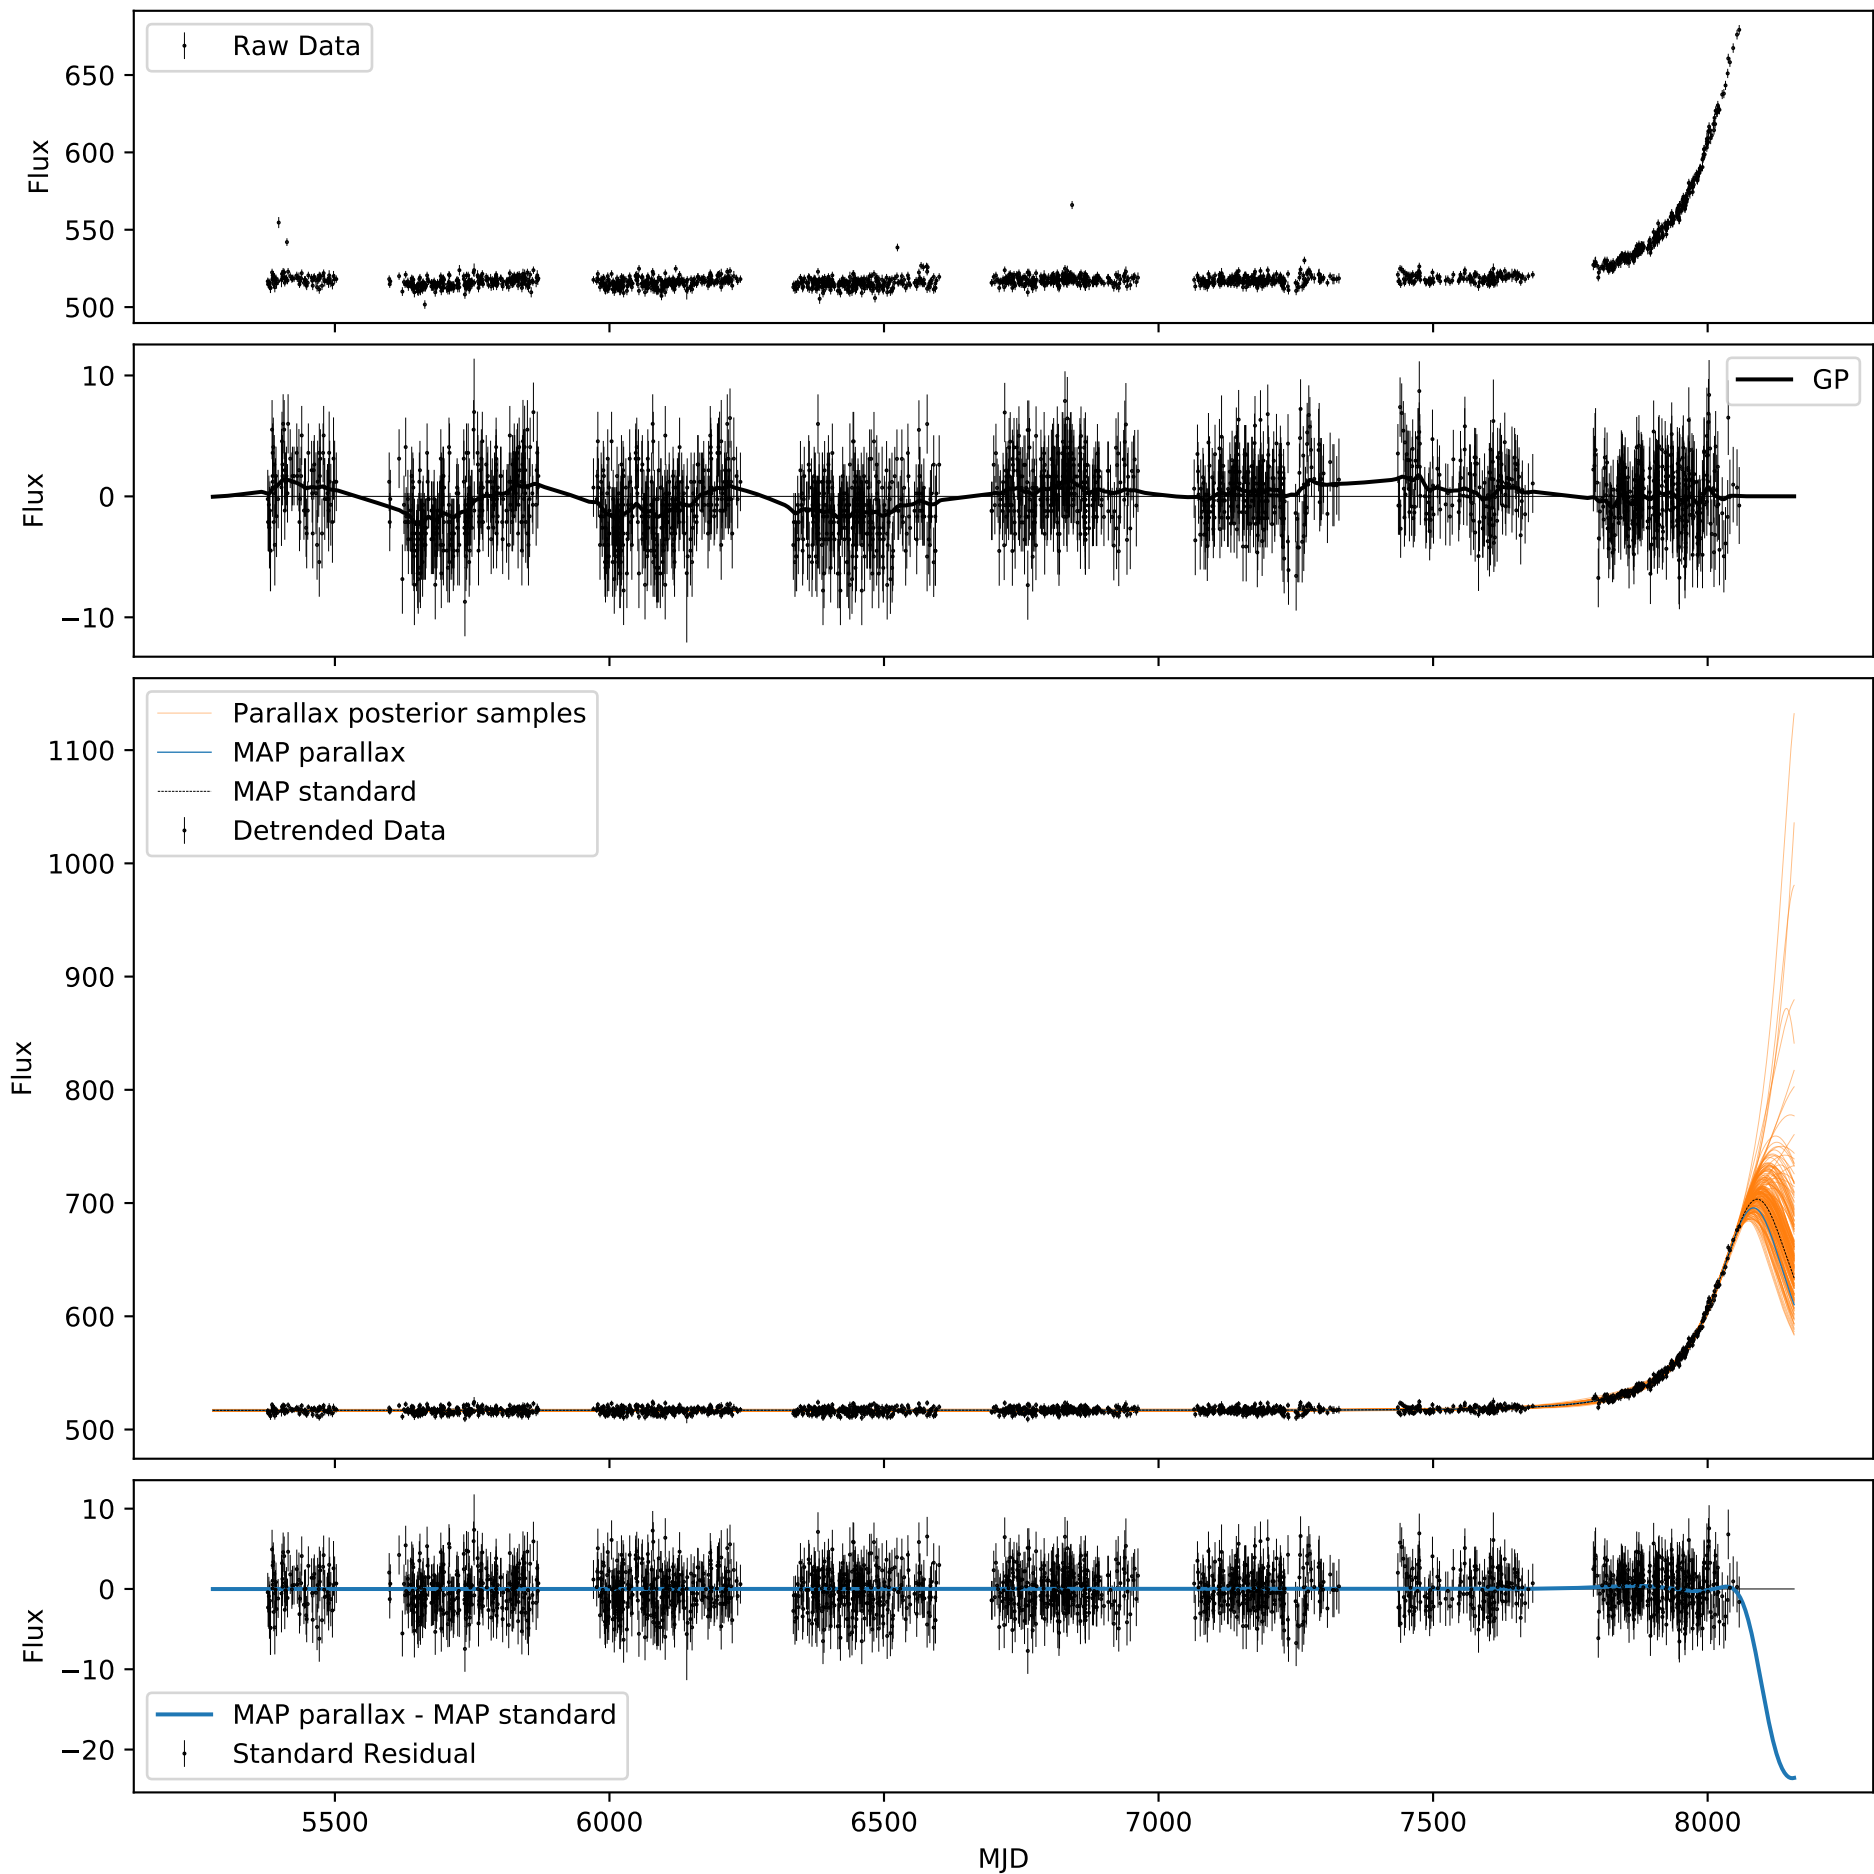 Raw Data
650
600
550
500
Flux
GP
10
0
−10
Flux
Parallax posterior samples
MAP parallax
MAP standard
Detrended Data
1100
1000
900
800
700
600
500
Flux
10
0
−10
−20
Flux
MAP parallax - MAP standard
Standard Residual
5500 6000 6500 7000 7500 8000
MJD